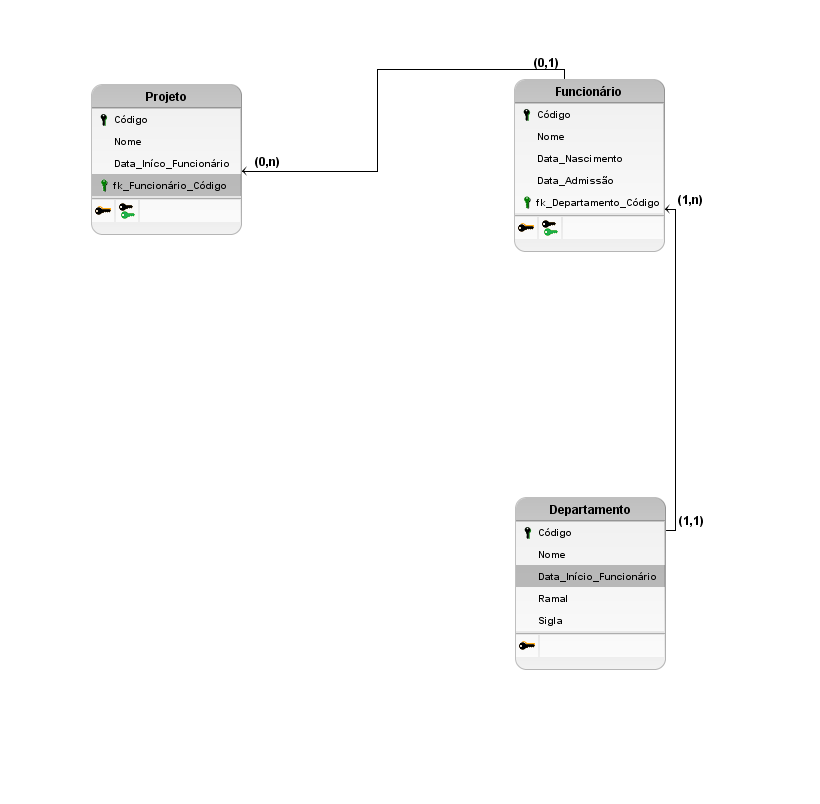 (0,1)
Projeto
Código
Nome
Data_Iníco_Funcionário
fk_Funcionário_Código
(0,n)
Funcionário
Código
Nome
Data_Nascimento
Data_Admissão
fk_Departamento_Código
(1,n)
Departamento
Código
Nome
Data_Início_Funcionário
Ramal
Sigla
(1,1)